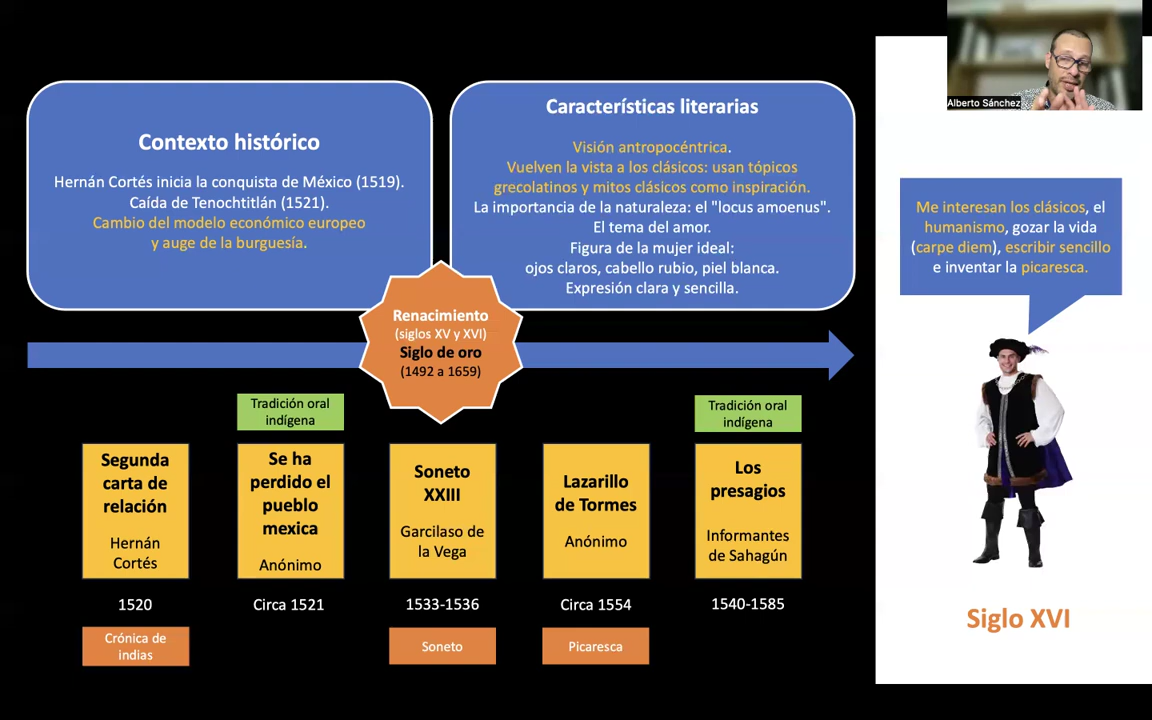 Alberto Sánchez
Contexto histórico
Hernán Cortés inicia la conquista de México (1519).
Caída de Tenochtitlán (1521).
Cambio del modelo económico europeo
y auge de la burguesía.
Características literarias
Visión antropocéntrica.
Vuelven la vista a los clásicos: usan tópicos
grecolatinos y mitos clásicos como inspiración.
La importancia de la naturaleza: el "locus amoenus".
El tema del amor.
Figura de la mujer ideal:
ojos claros, cabello rubio, piel blanca.
Expresión clara y sencilla.
Me interesan los clásicos, el
humanismo, gozar la vida
(carpe diem), escribir sencillo
e inventar la picaresca.
Renacimiento
(siglos XV y XVI)
Siglo de oro
(1492 a 1659)
Segunda
carta de
relación
Hernán
Cortés
1520
Crónica de
indias
Tradición oral
indígena
Se ha
perdido el
pueblo
mexica
Anónimo
Circa 1521
Soneto
XXIII
Garcilaso de
la Vega
1533-1536
Soneto
Lazarillo
de Tormes
Anónimo
Circa 1554
Picaresca
Tradición oral
indígena
Los
presagios
Informantes
de Sahagún
1540-1585
Siglo XVI